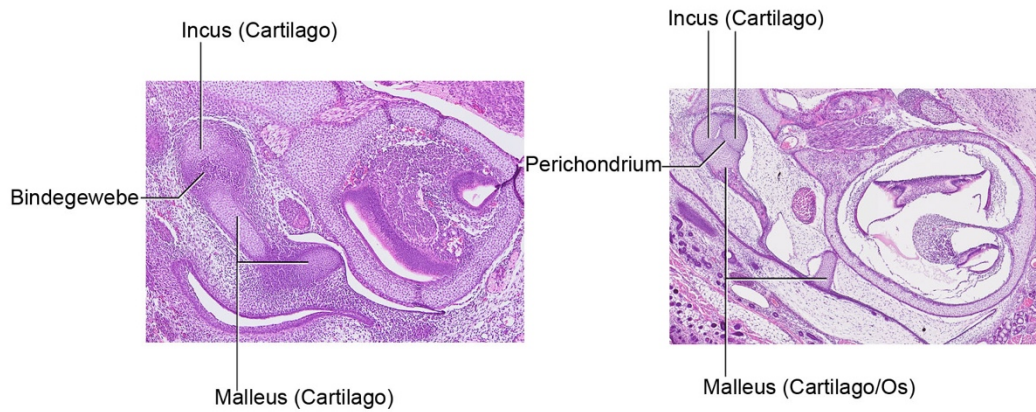 Incus (Cartilago)
Bindegewebe
Malleus (Cartilago)
Incus (Cartilago)
Perichondrium
Malleus (Cartilago/Os)